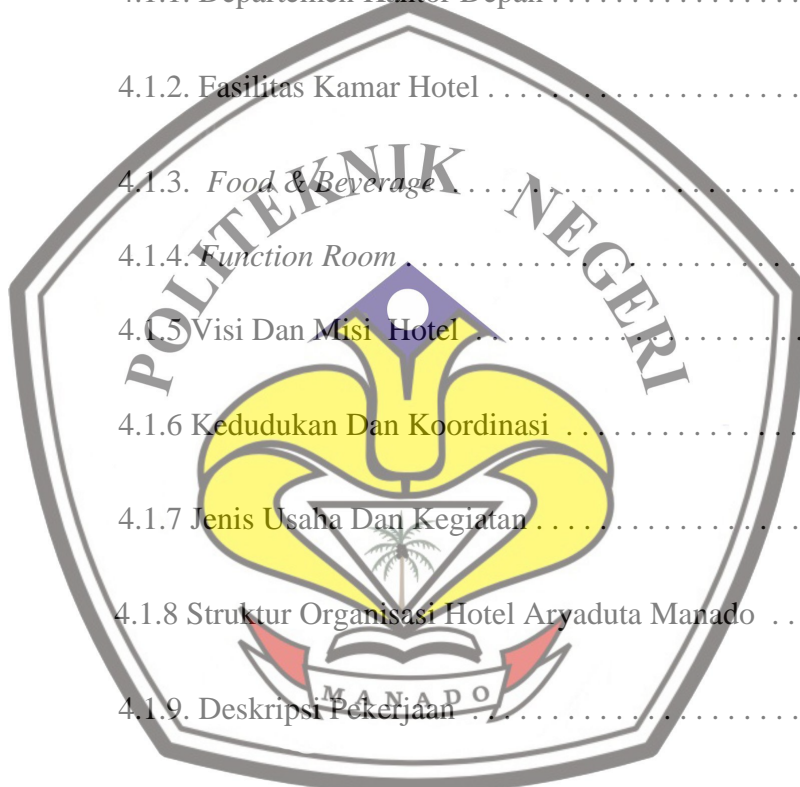 4.1.1. Departemen Kantor Depan . . . . . . . . . . . . . . . . . .
4.1.2. Fasilitas Kamar Hotel . . . . . . . . . . . . . . . . . . . . . .
4.1.3. Food & Beverage . . . . . . . . . . . . . . . . . . . . . . . .
4.1.4. Function Room . . . . . . . . . . . . . . . . . . . . . . . . . .
4.1.5 Visi Dan Misi Hotel . . . . . . . . . . . . . . . . . . . . . .
4.1.6 Kedudukan Dan Koordinasi . . . . . . . . . . . . . . . .
4.1.7 Jenis Usaha Dan Kegiatan . . . . . . . . . . . . . . . . . .
4.1.8 Struktur Organisasi Hotel Aryaduta Manado . . .
4.1.9. Deskripsi Pekerjaan . . . . . . . . . . . . . . . . . . . . . .
POLITEKNIK NEGERI
MANADO